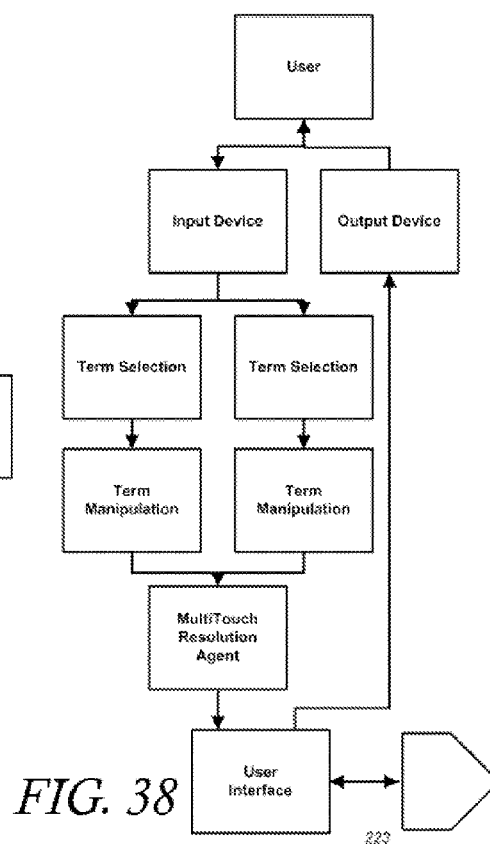 User
Input Device
Output Device
Term Selection
Term Selection
Term
Manipulation
Term
Manipulation
MultiTouch
Resolution
Agent
User
Interface
FIG. 38
223